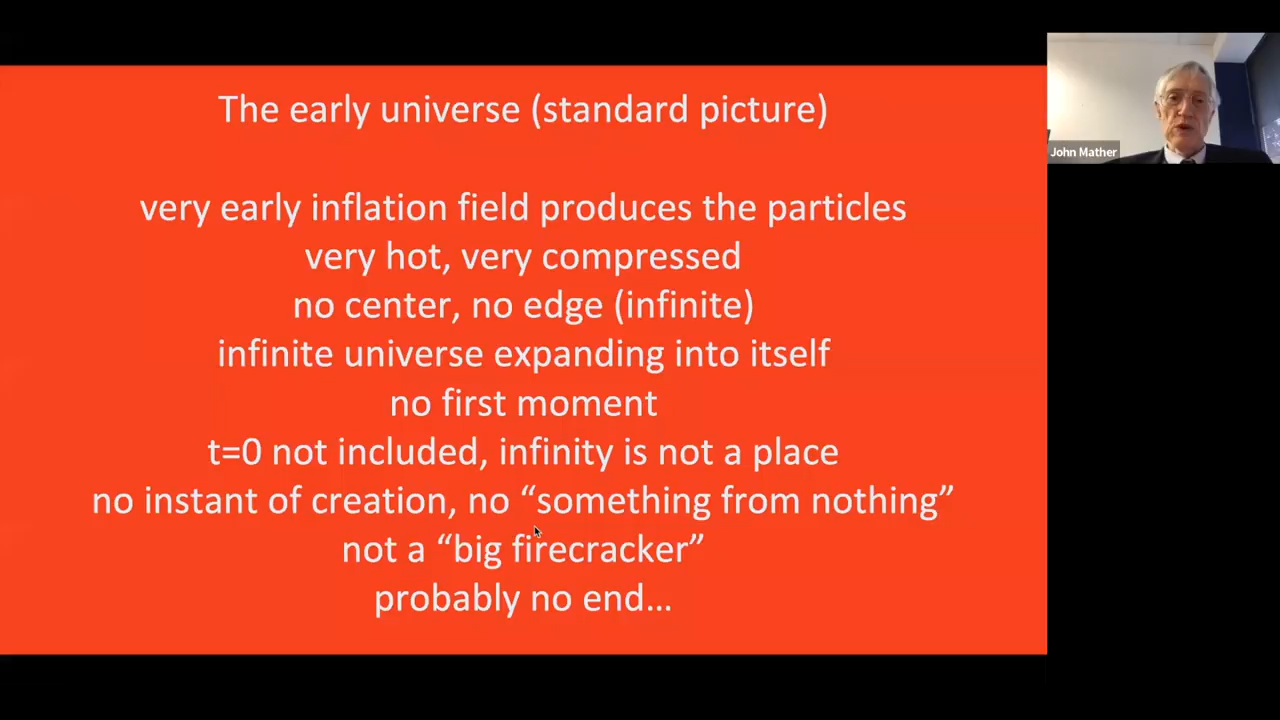 The early universe (standard picture)
very early inflation field produces the particles
very hot, very compressed
no center, no edge (infinite)
infinite universe expanding into itself
no first moment
t=0 not included, infinity is not a place
no instant of creation, no “something from nothing”
not a “big firecracker”
probably no end…
John Mather